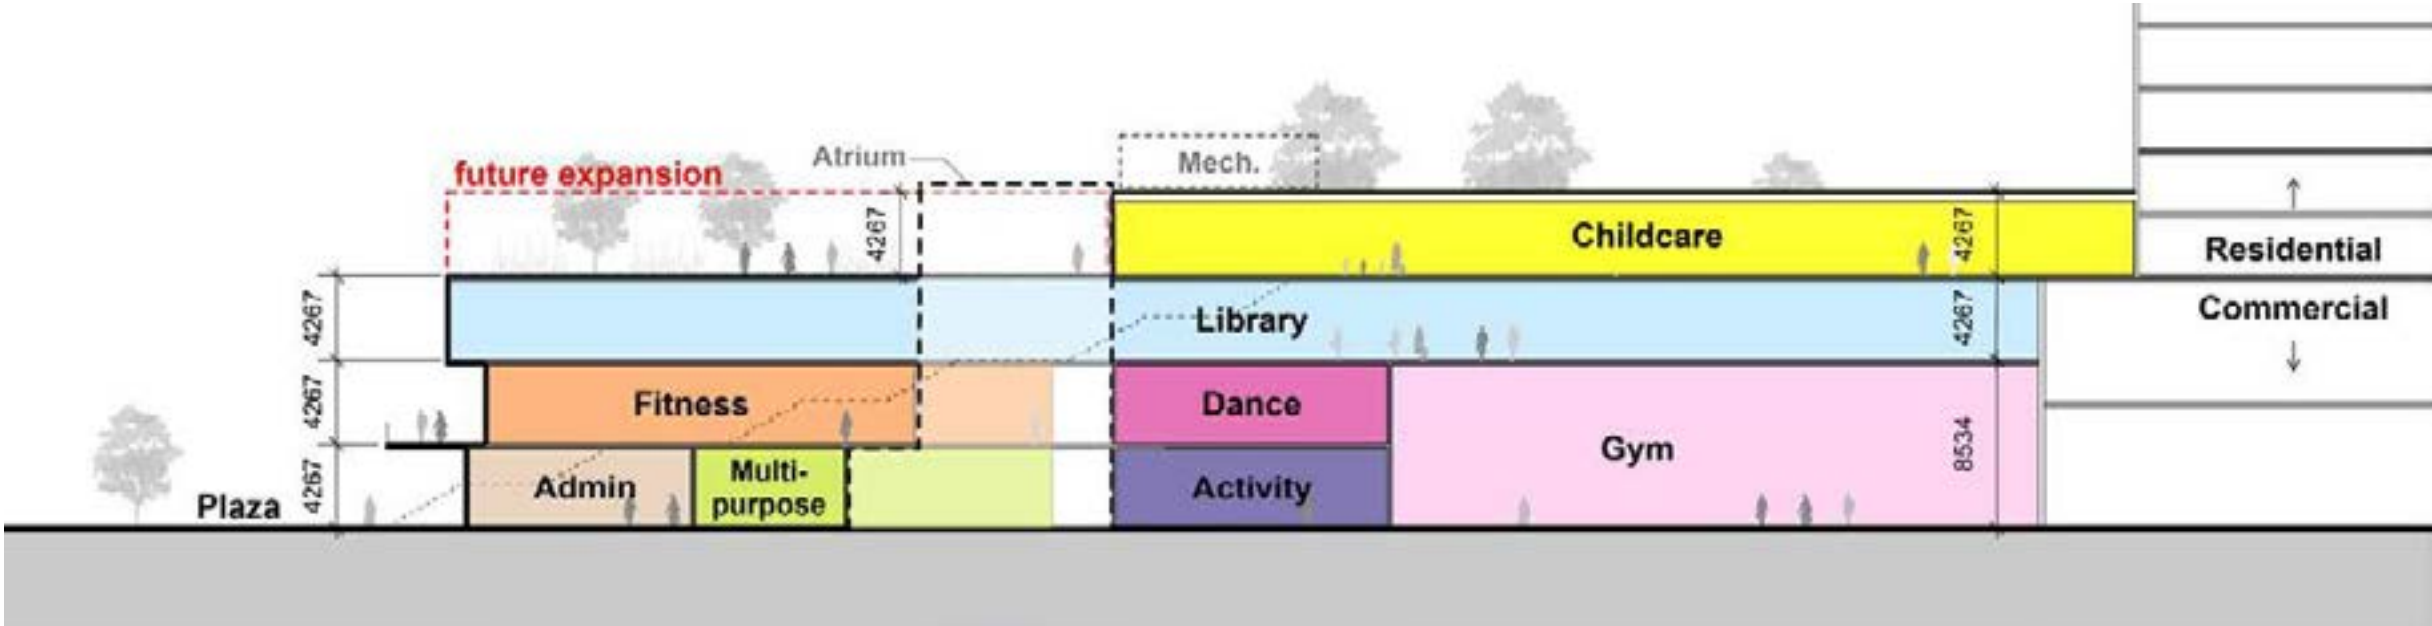 Atrium
Mech.
future expansion
4267
Childcare
4267
Residential
4267
Library
4267
Commercial
4267
Fitness
Dance
Gym
8534
4267
Admin
Multi-
purpose
Activity
Plaza